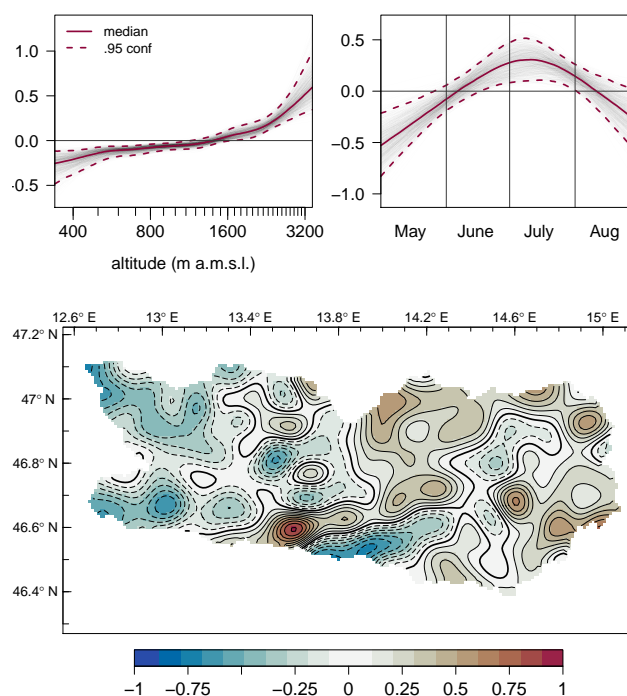 median
.95 conf
1.0
0.5
0.0
-0.5
400 800 1600 3200
altitude (m a.m.s.l.)
0.5
0.0
−0.5
−1.0
May June July Aug
12.6° E 13° E 13.4° E 13.8° E 14.2° E 14.6° E 15° E
47.2° N
47° N
46.8° N
46.6° N
46.4° N
−1 −0.75 −0.25 0 0.25 0.5 0.75 1